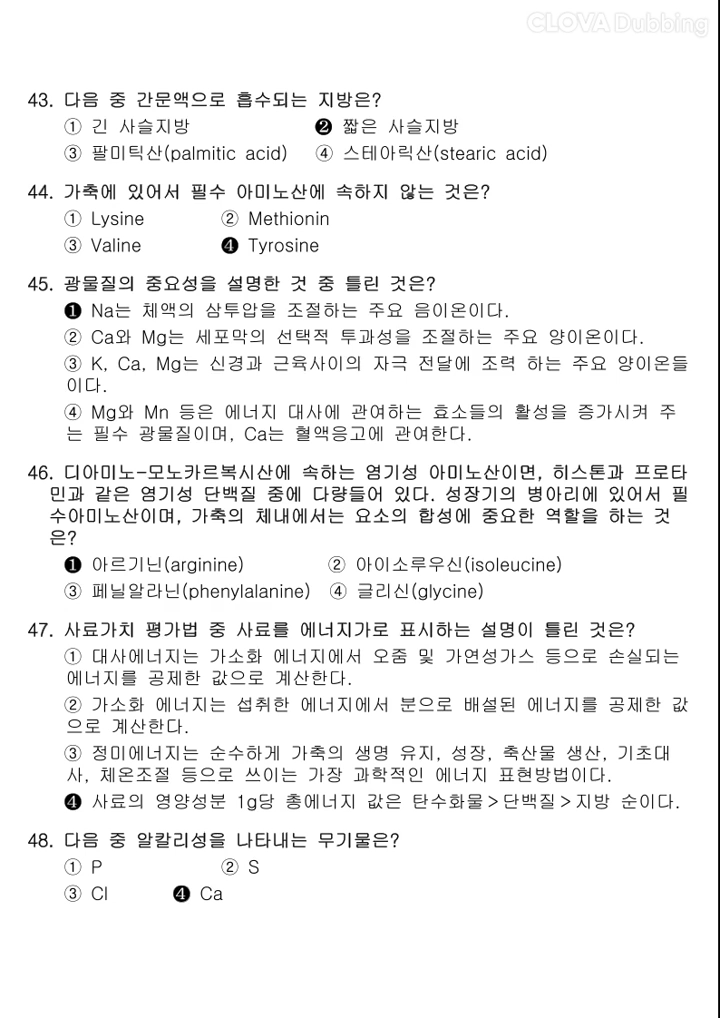 CLOVA Dubbing
43. 다음 중 간문맥으로 흡수되는 지방은?
① 긴 사슬지방 ❷ 짧은 사슬지방
③ 팔미틱산(palmitic acid) ④ 스테아릭산(stearic acid)
44. 가축에 있어서 필수 아미노산에 속하지 않는 것은?
① Lysine ② Methionin
③ Valine ❹ Tyrosine
45. 광물질의 중요성을 설명한 것 중 틀린 것은?
❶ Na는 체액의 삼투압을 조절하는 주요 음이온이다.
② Ca와 Mg는 세포막의 선택적 투과성을 조절하는 주요 양이온이다.
③ K, Ca, Mg는 신경과 근육사이의 자극 전달에 조력 하는 주요 양이온들
이다.
④ Mg와 Mn 등은 에너지 대사에 관여하는 효소들의 활성을 증가시켜 주
는 필수 광물질이며, Ca는 혈액응고에 관여한다.
46. 디아미노-모노카르복시산에 속하는 염기성 아미노산이면, 히스톤과 프로타
민과 같은 염기성 단백질 중에 다량들어 있다. 성장기의 병아리에 있어서 필
수아미노산이며, 가축의 체내에서는 요소의 합성에 중요한 역할을 하는 것
은?
❶ 아르기닌(arginine) ② 아이소루우신(isoleucine)
③ 페닐알라닌(phenylalanine) ④ 글리신(glycine)
47. 사료가치 평가법 중 사료를 에너지가로 표시하는 설명이 틀린 것은?
① 대사에너지는 가소화 에너지에서 오줌 및 가연성가스 등으로 손실되는
에너지를 공제한 값으로 계산한다.
② 가소화 에너지는 섭취한 에너지에서 분으로 배설된 에너지를 공제한 값
으로 계산한다.
③ 정미에너지는 순수하게 가축의 생명 유지, 성장, 축산물 생산, 기초대
사, 체온조절 등으로 쓰이는 가장 과학적인 에너지 표현방법이다.
❹ 사료의 영양성분 1g당 총에너지 값은 탄수화물>단백질>지방 순이다.
48. 다음 중 알칼리성을 나타내는 무기물은?
① P ② S
③ Cl ❹ Ca